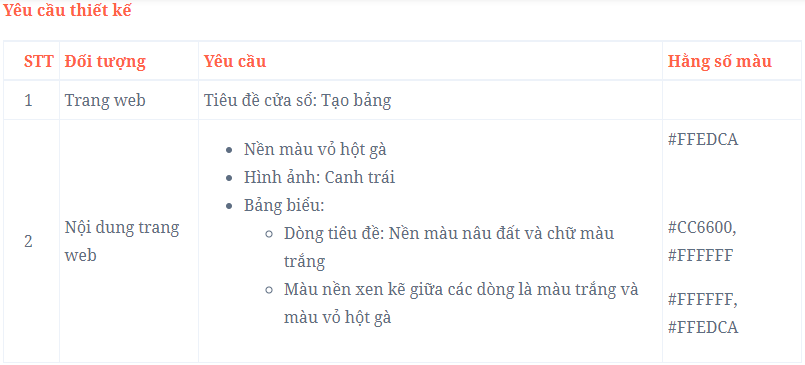 Yêu cầu thiết kế
STT Đối tượng Yêu cầu Hằng số màu
1 Trang web Tiêu đề cửa sổ: Tạo bảng
2 Nội dung trang web
Nền màu vỏ hột gà
Hình ảnh: Canh trái
Bảng biểu:
Dòng tiêu đề: Nền màu nâu đất và chữ màu
trắng
Màu nền xen kẽ giữa các dòng là màu trắng và
màu vỏ hột gà
#FFEDCA
#CC6600,
#FFFFFF
#FFFFFF,
#FFEDCA